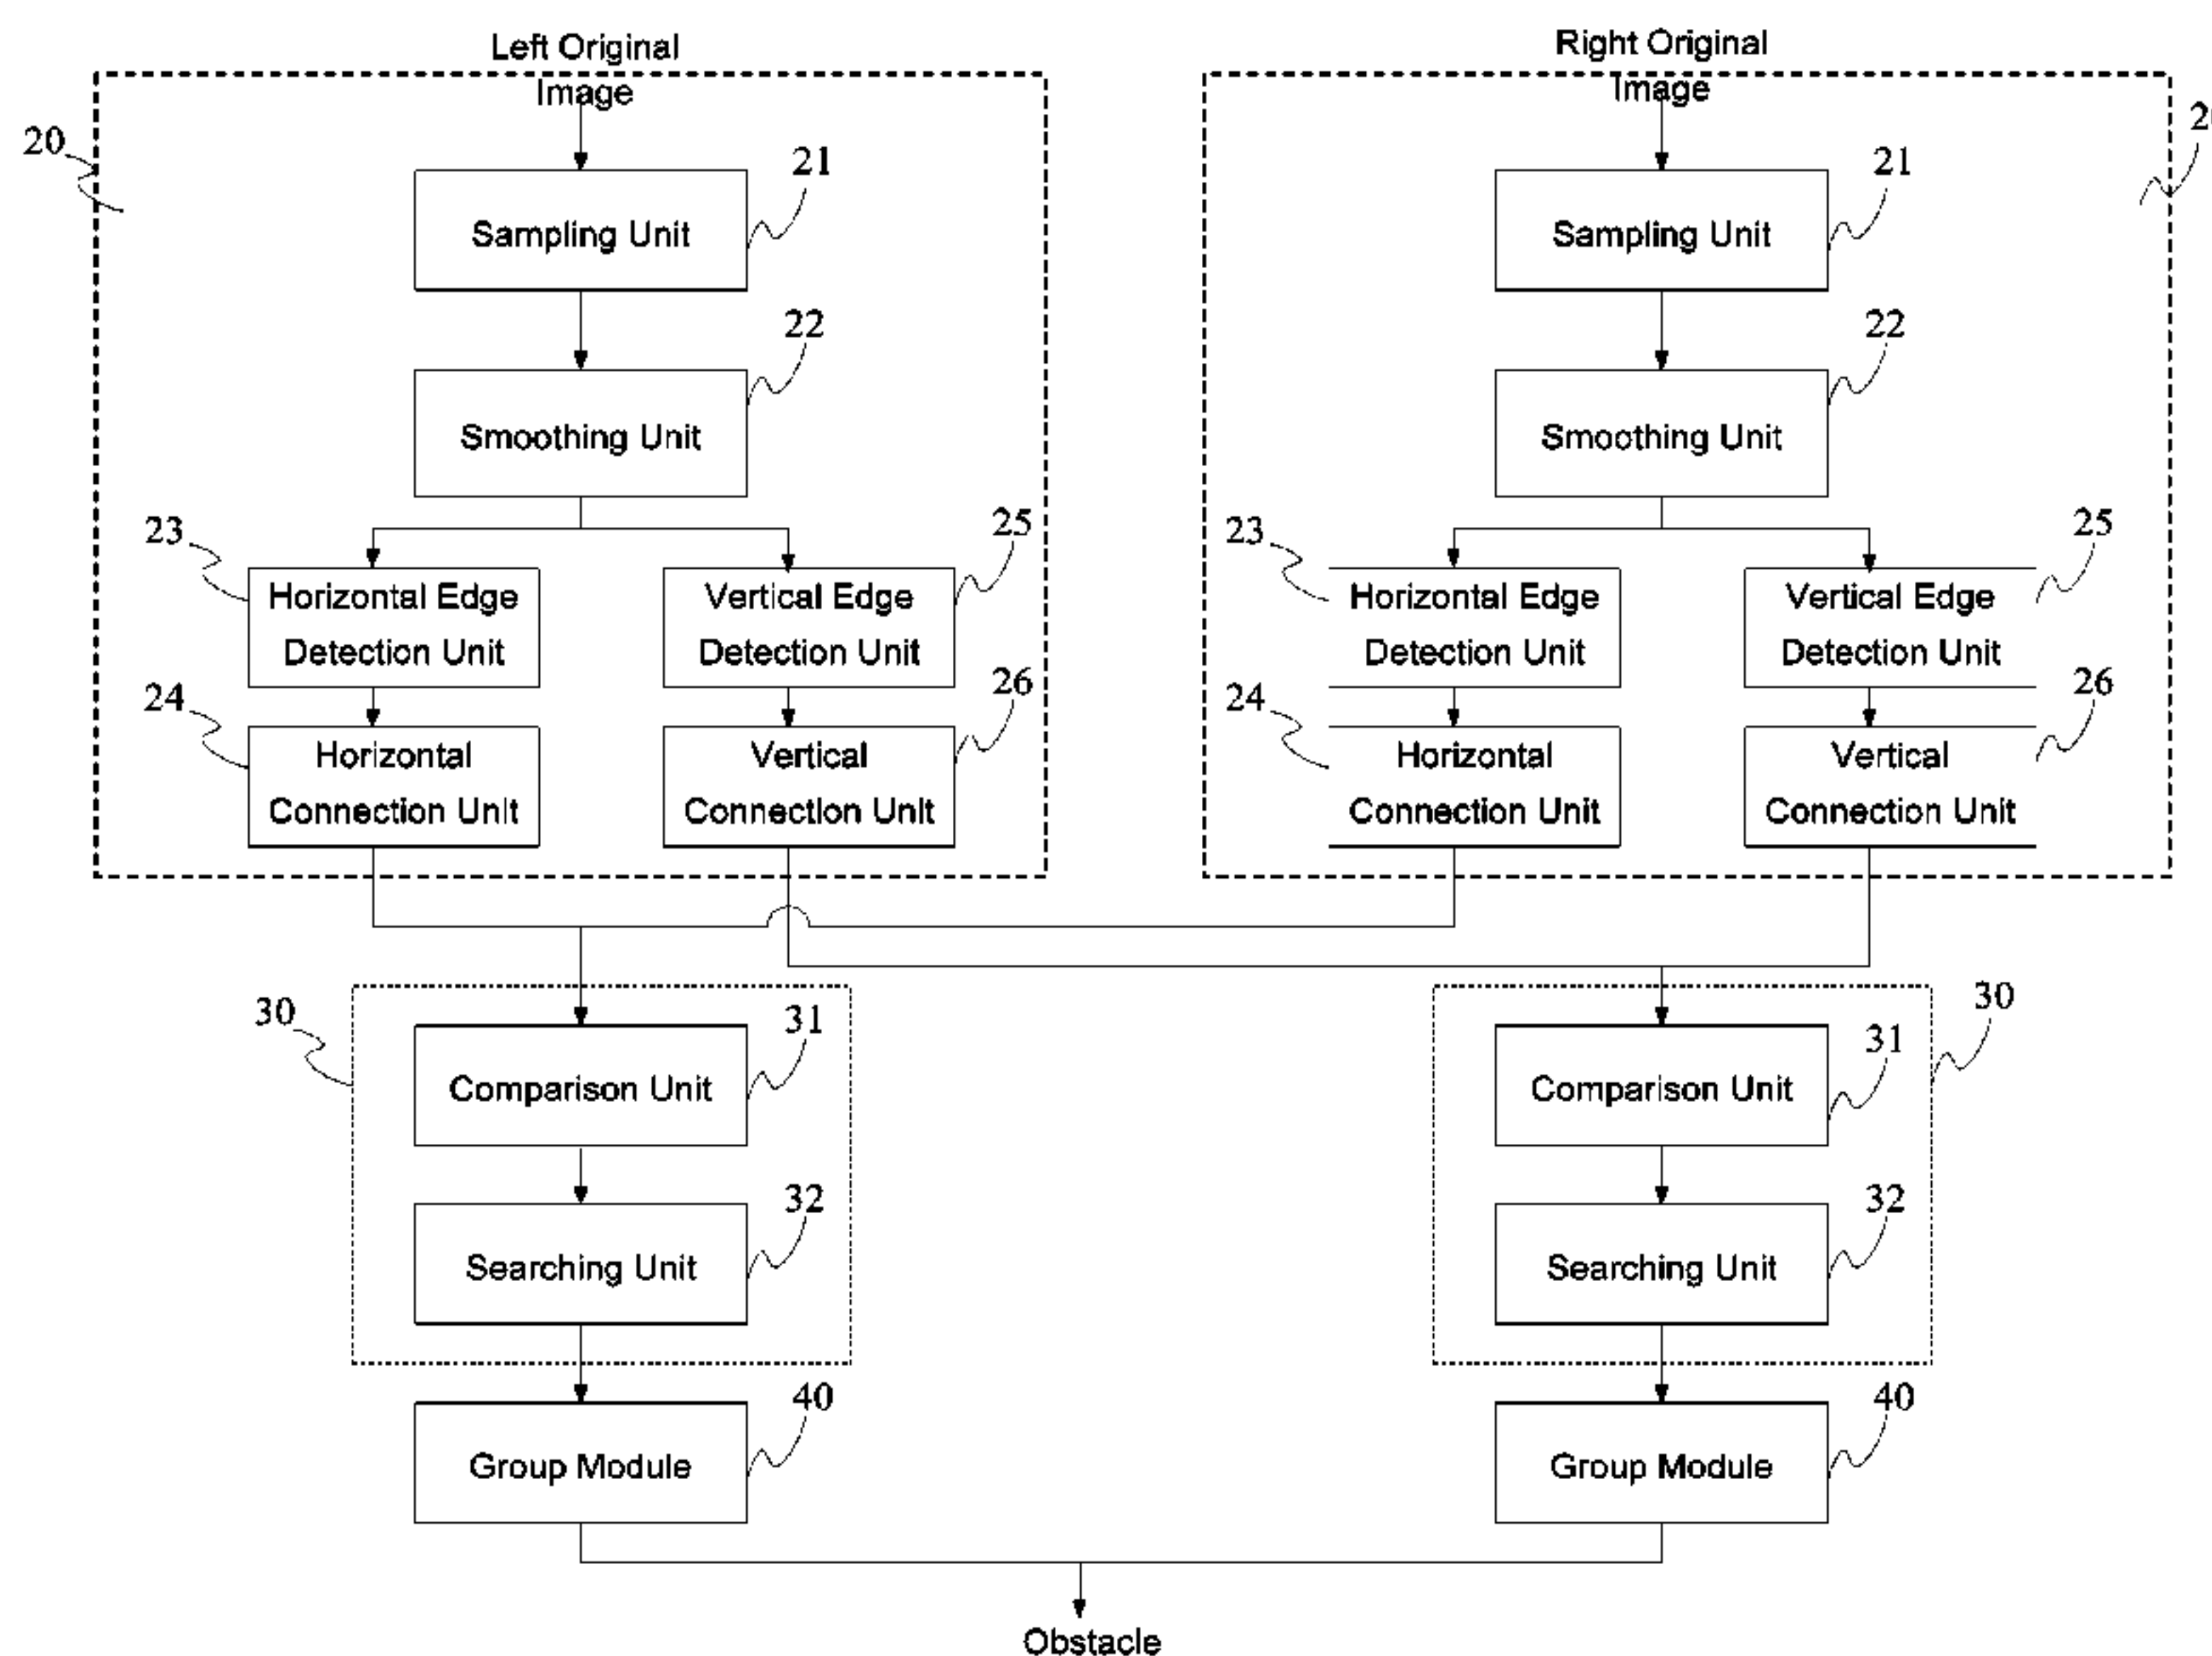 Left Original
Image
20
21
Sampling Unit
22
Smoothing Unit
23
Horizontal Edge
Detection Unit
25
Vertical Edge
Detection Unit
24
Horizontal
Connection Unit
26
Vertical
Connection Unit
Right Original
Image
2
21
Sampling Unit
22
Smoothing Unit
23
Horizontal Edge
Detection Unit
25
Vertical Edge
Detection Unit
24
Horizontal
Connection Unit
26
Vertical
Connection Unit
30
31
Comparison Unit
32
Searching Unit
40
Group Module
30
31
Comparison Unit
32
Searching Unit
40
Group Module
Obstacle